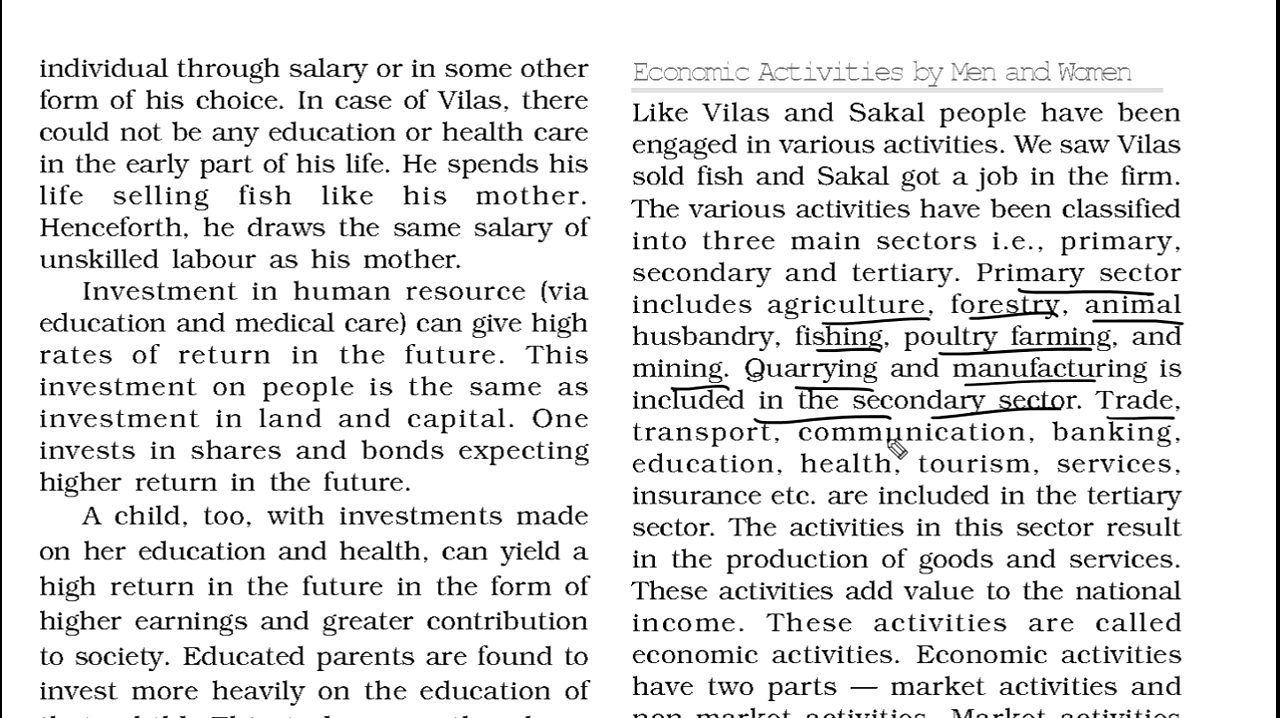 individual through salary or in some other
form of his choice. In case of Vilas, there
could not be any education or health care
in the early part of his life. He spends his
life selling fish like his mother.
Henceforth, he draws the same salary of
unskilled labour as his mother.
Investment in human resource (via
education and medical care) can give high
rates of return in the future. This
investment on people is the same as
investment in land and capital. One
invests in shares and bonds expecting
higher return in the future.
A child, too, with investments made
on her education and health, can yield a
high return in the future in the form of
higher earnings and greater contribution
to society. Educated parents are found to
invest more heavily on the education of
Economic Activities by Men and Women
Like Vilas and Sakal people have been
engaged in various activities. We saw Vilas
sold fish and Sakal got a job in the firm.
The various activities have been classified
into three main sectors i.e., primary,
secondary and tertiary. Primary sector
includes agriculture, forestry, animal
husbandry, fishing, poultry farming, and
mining. Quarrying and manufacturing is
included in the secondary sector. Trade,
transport, communication, banking,
education, health, tourism, services,
insurance etc. are included in the tertiary
sector. The activities in this sector result
in the production of goods and services.
These activities add value to the national
income. These activities are called
economic activities. Economic activities
have two parts — market activities and
non-market activities. Market activities